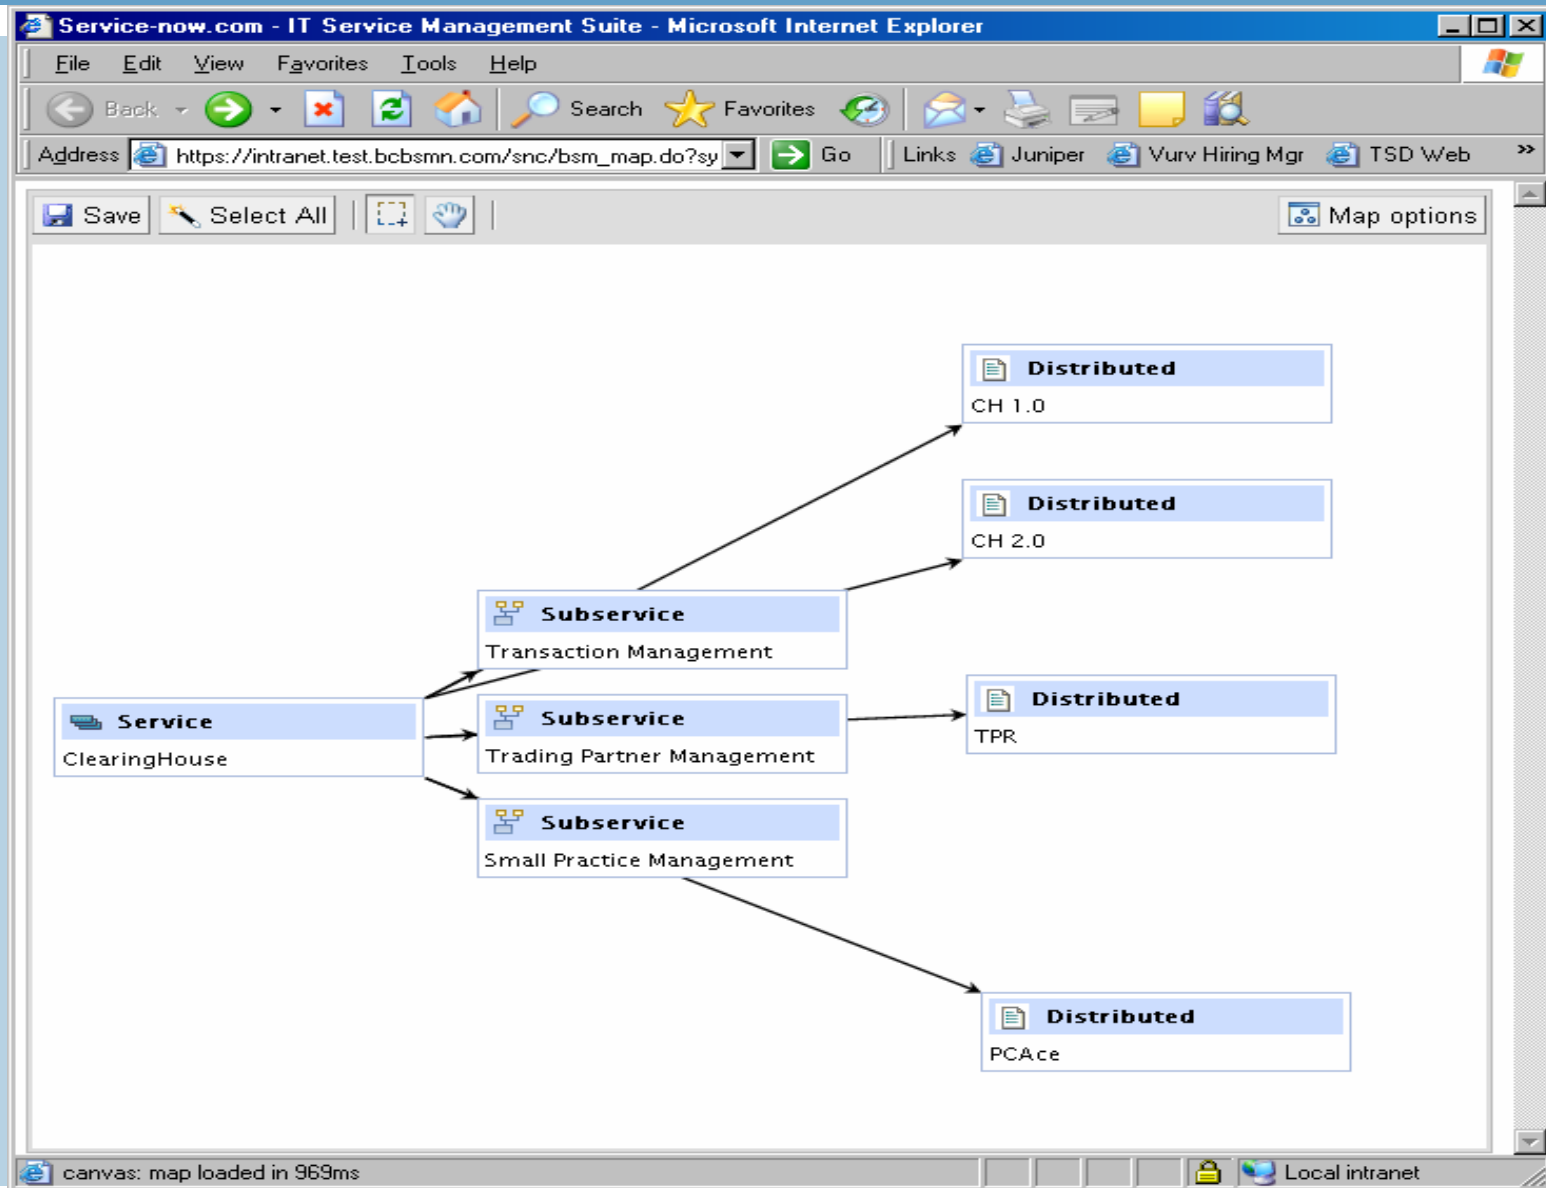 Service-now.com - IT Service Management Suite - Microsoft Internet Explorer
File Edit View Favorites Tools Help
Back Search Favorites
Address https://intranet.test.bcbsmn.com/snc/bsm_map.do?sy Go Links Juniper Vurv Hiring Mgr TSD Web »
Save Select All Map options
Distributed
CH 1.0
Distributed
CH 2.0
Subservice
Transaction Management
Distributed
TPR
Service
ClearingHouse
Subservice
Trading Partner Management
Subservice
Small Practice Management
Distributed
PCAce
canvas: map loaded in 969ms Local intranet